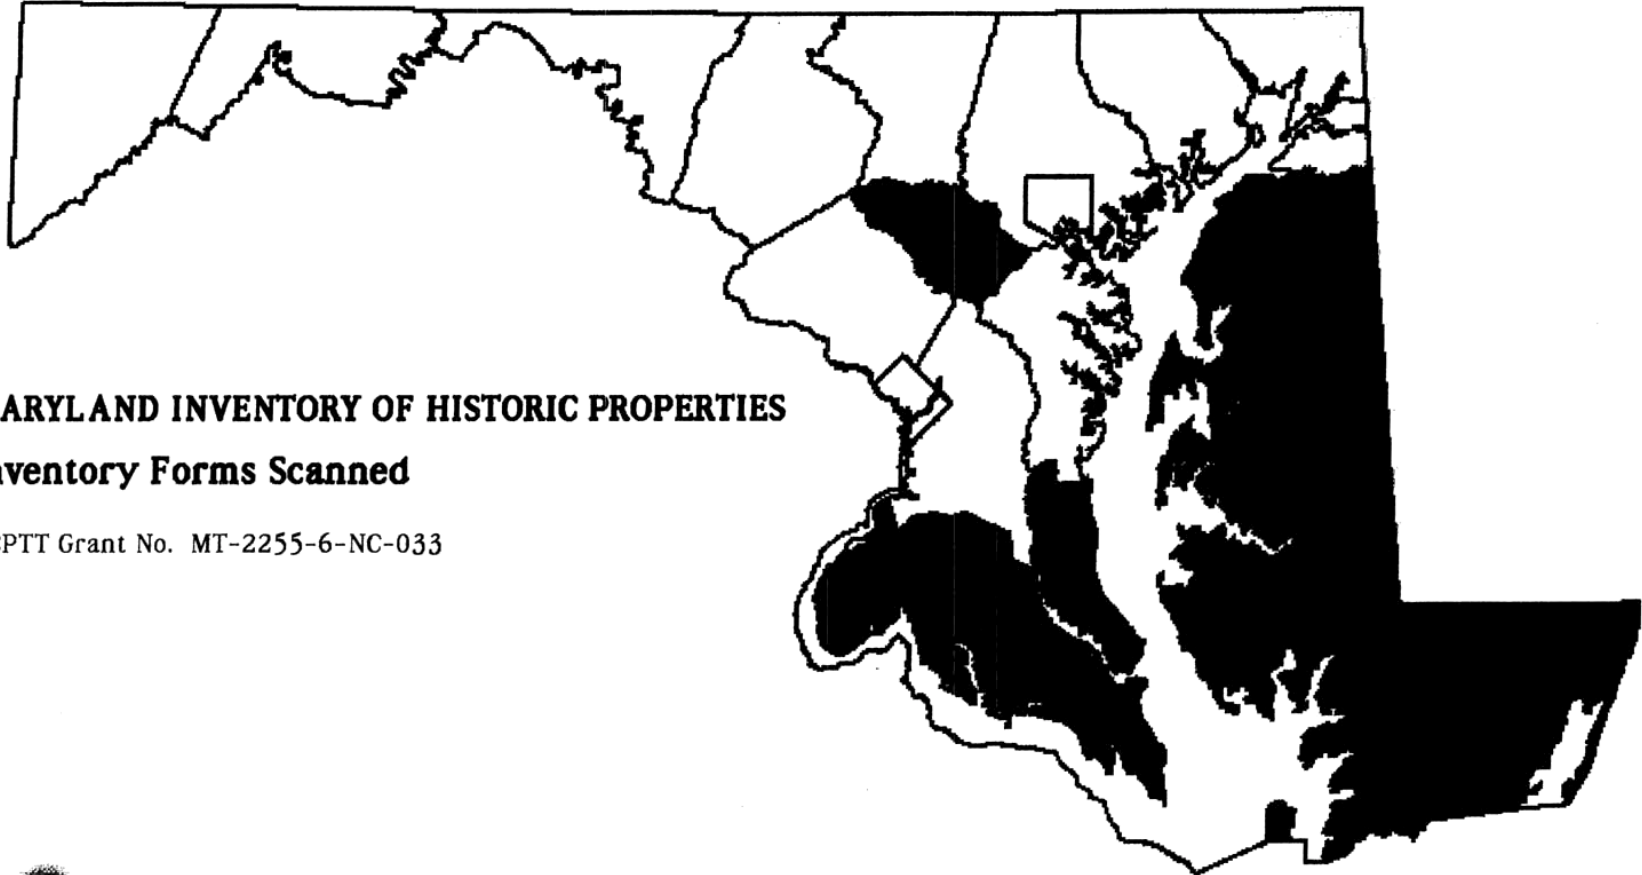 ARYLAND INVENTORY OF HISTORIC PROPERTIES
ventory Forms Scanned
PTT Grant No. MT-2255-6-NC-033